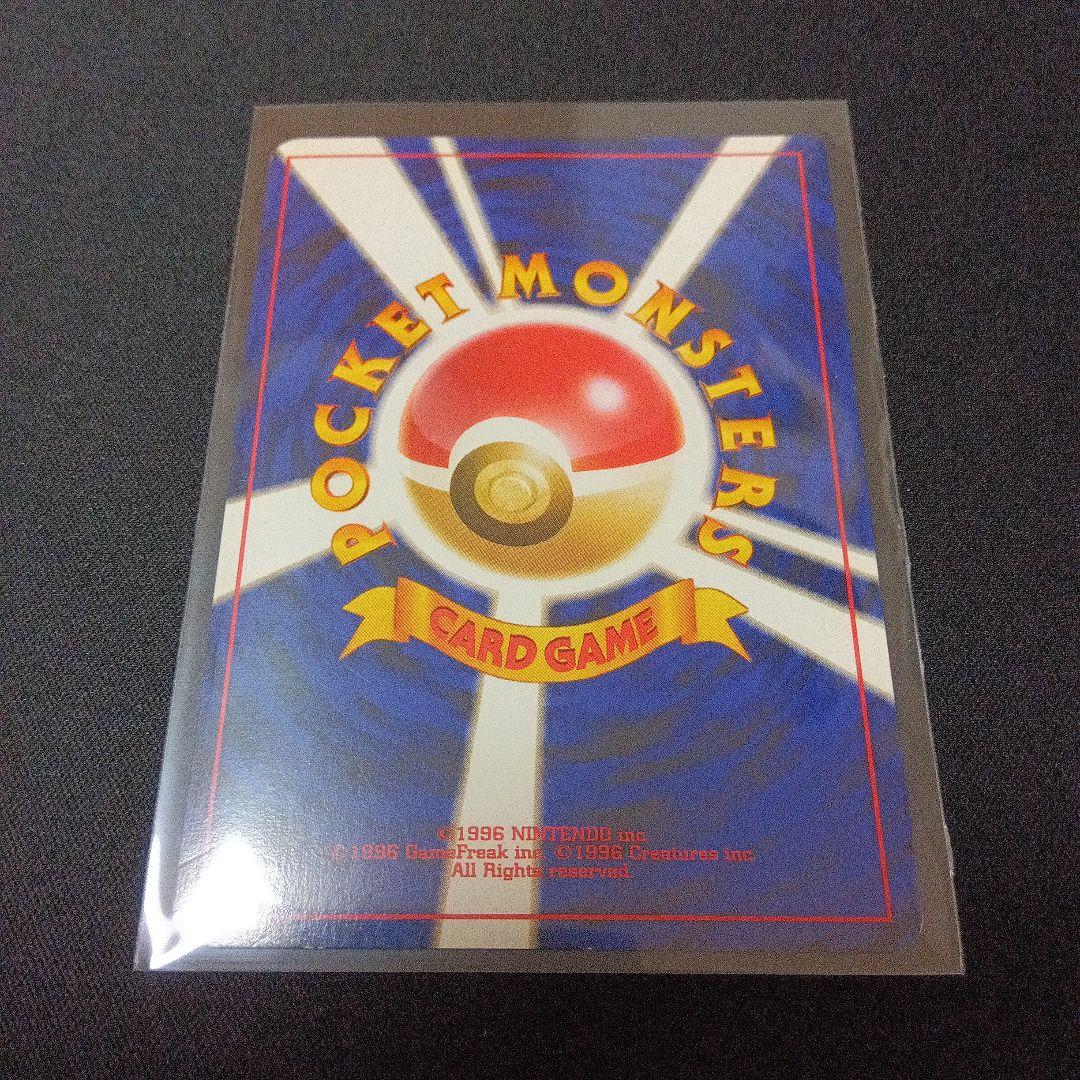 POCKET MONSTERS
CARD GAME
©1996 NINTENDO inc.
©1996 GameFreak inc. ©1996 Creatures inc.
All Rights reserved.